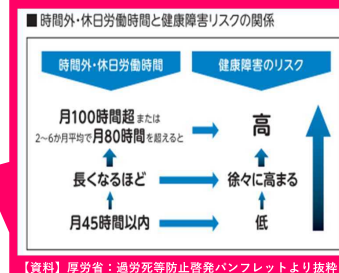 ■時間外・休日労働時間と健康障害リスクの関係
時間外・休日労働時間
健康障害のリスク
月100時間超または
2〜6か月平均で月80時間を超えると
高
長くなるほど
徐々に高まる
月45時間以内
低
【資料】厚労省：過労死等防止啓発パンフレットより抜粋